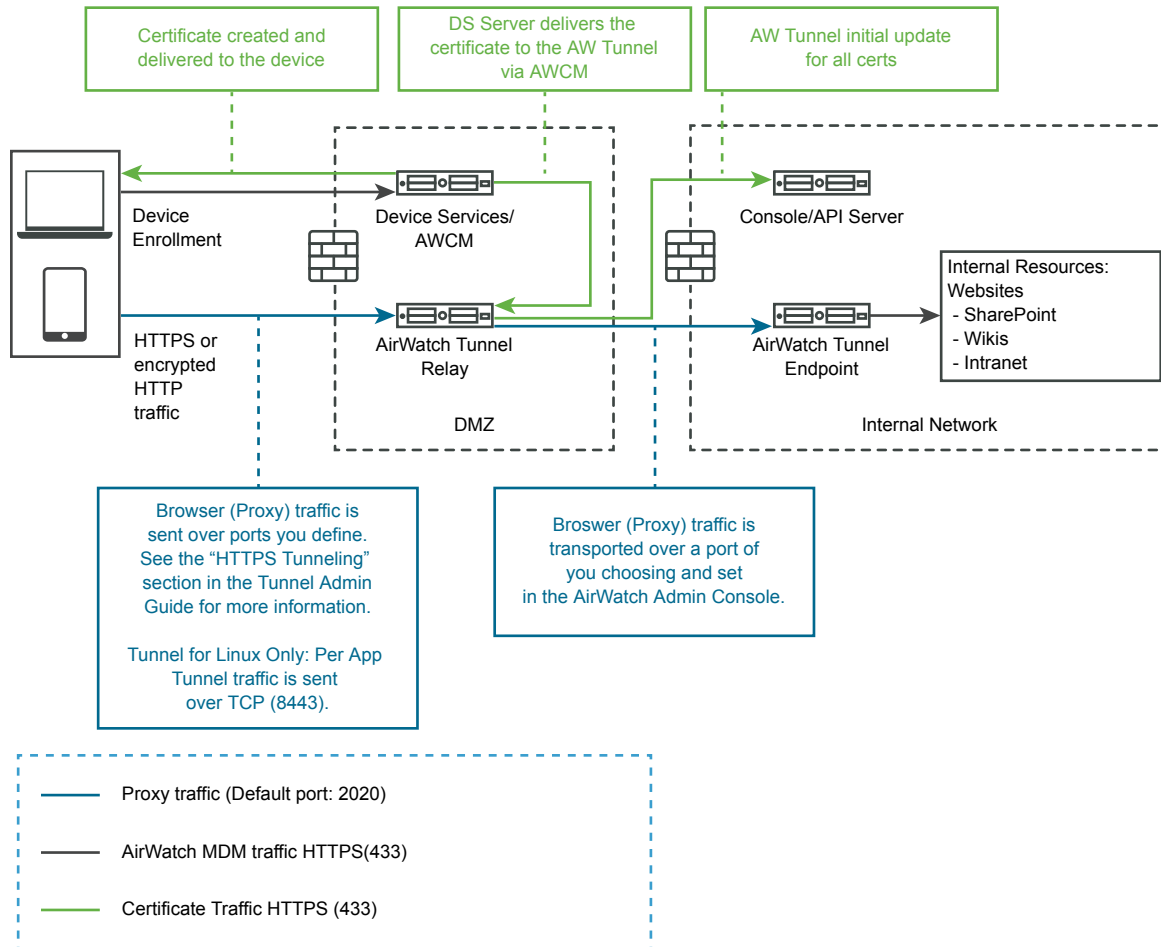 Certificate created and
delivered to the device
DS Server delivers the
certificate to the AW Tunnel
via AWCM
AW Tunnel initial update
for all certs
Device
Enrollment
Device Services/
AWCM
Console/API Server
HTTPS or
encrypted
HTTP
traffic
AirWatch Tunnel
Relay
AirWatch Tunnel
Endpoint
Internal Resources:
Websites
- SharePoint
- Wikis
- Intranet
DMZ
Internal Network
Browser (Proxy) traffic is
sent over ports you define.
See the “HTTPS Tunneling”
section in the Tunnel Admin
Guide for more information.
Tunnel for Linux Only: Per App
Tunnel traffic is sent
over TCP (8443).
Broswer (Proxy) traffic is
transported over a port of
you choosing and set
in the AirWatch Admin Console.
Proxy traffic (Default port: 2020)
AirWatch MDM traffic HTTPS(433)
Certificate Traffic HTTPS (433)